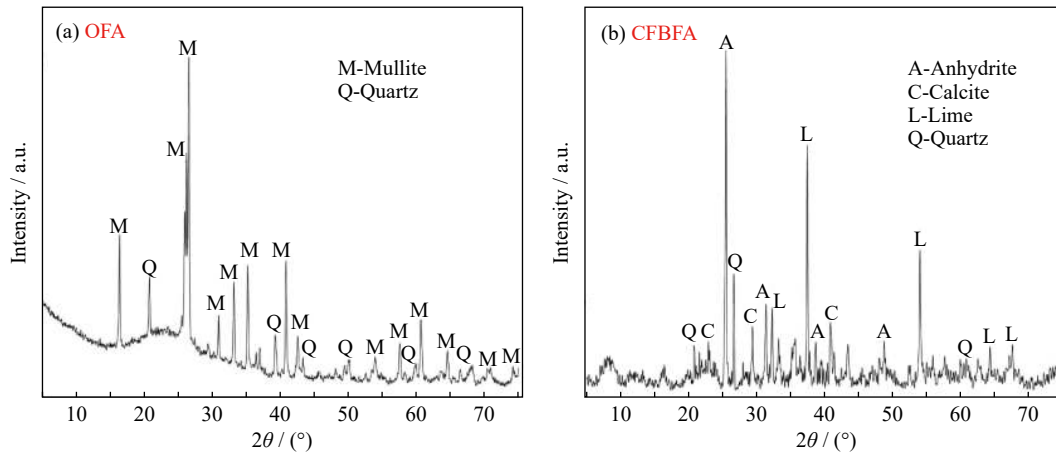 (a) OFA
M-Mullite
Q-Quartz
M
M
M
Q
M
M
M
Q
M
M
Q
Q
M
M
Q
M
M
Q
M
M
Intensity / a.u.
10 20 30 40 50 60 70
2θ / (°)
(b) CFBFA
A-Anhydrite
C-Calcite
L-Lime
Q-Quartz
A
Q
C
Q
C
A
L
L
A
C
A
L
Q
L
L
Intensity / a.u.
10 20 30 40 50 60 70
2θ / (°)